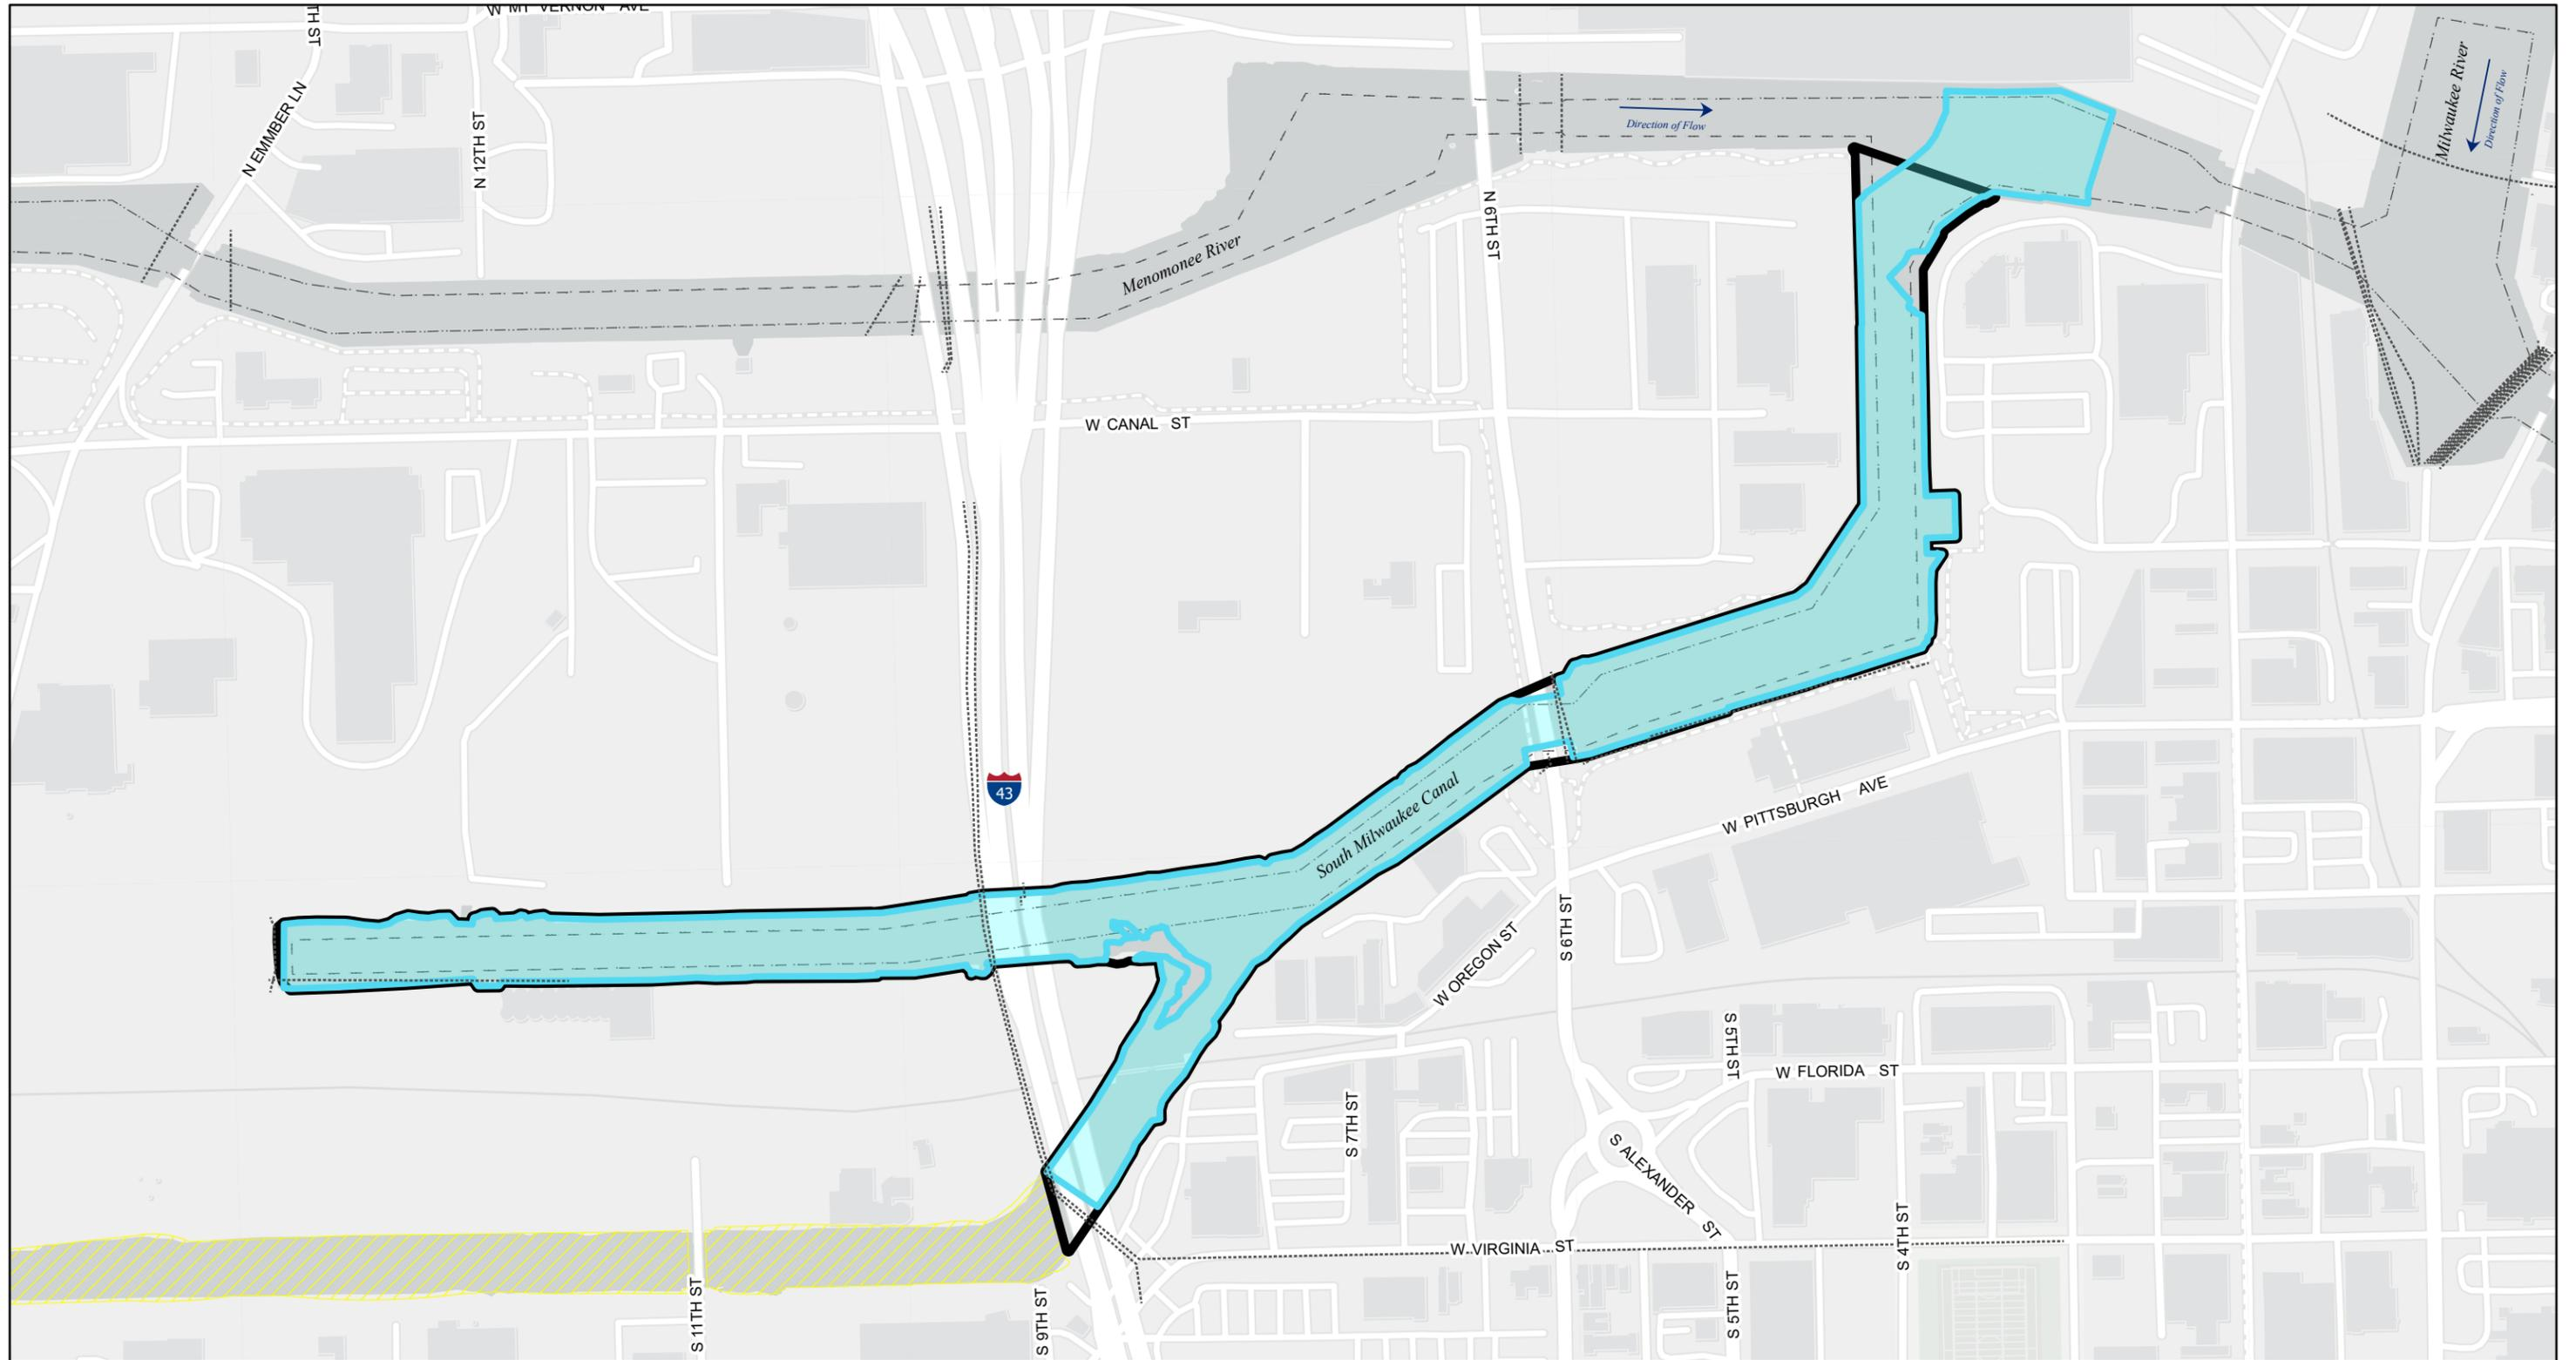 W MT VERNON AVE
TH ST
N EMMBER LN
N 12TH ST
Direction of Flow
Milwaukee River
Direction of Flow
N 6TH ST
Menomonee River
W CANAL ST
43
South Milwaukee Canal
W PITTSBURGH AVE
W OREGON ST
S 6TH ST
S 5TH ST
W FLORIDA ST
S 7TH ST
S ALEXANDER ST
S 4TH ST
W VIRGINIA ST
S 11TH ST
S 9TH ST
S 5TH ST